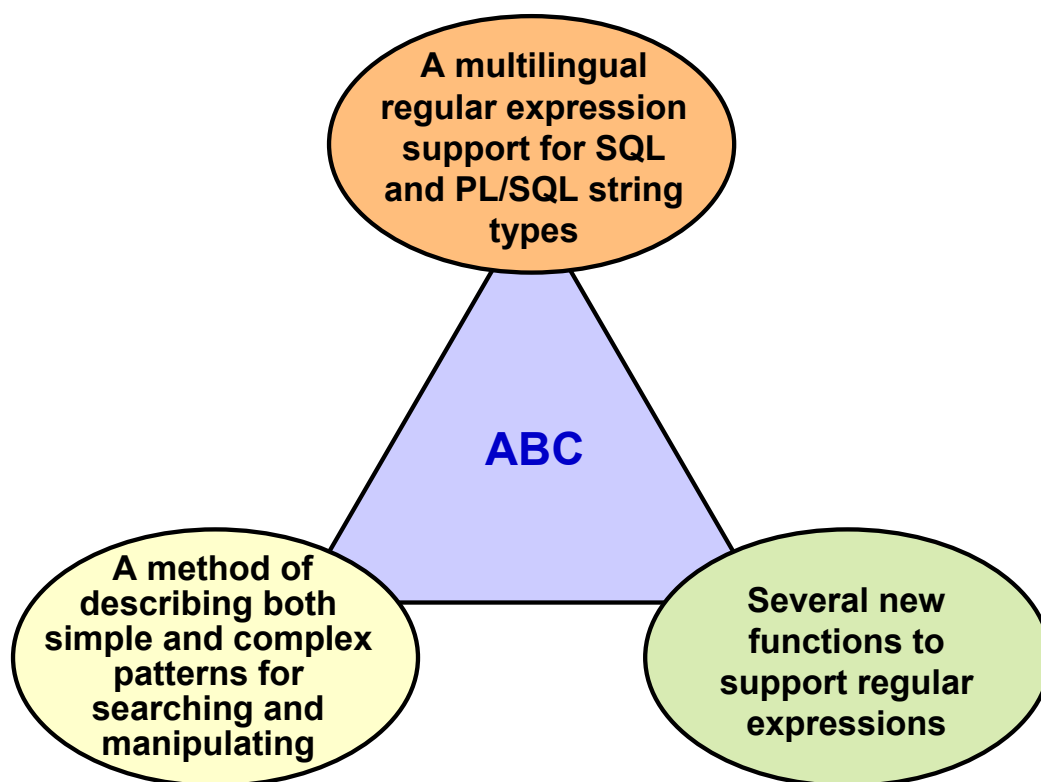 A multilingual
regular expression
support for SQL
and PL/SQL string
types
ABC
A method of
describing both
simple and complex
patterns for
searching and
manipulating
Several new
functions to
support regular
expressions